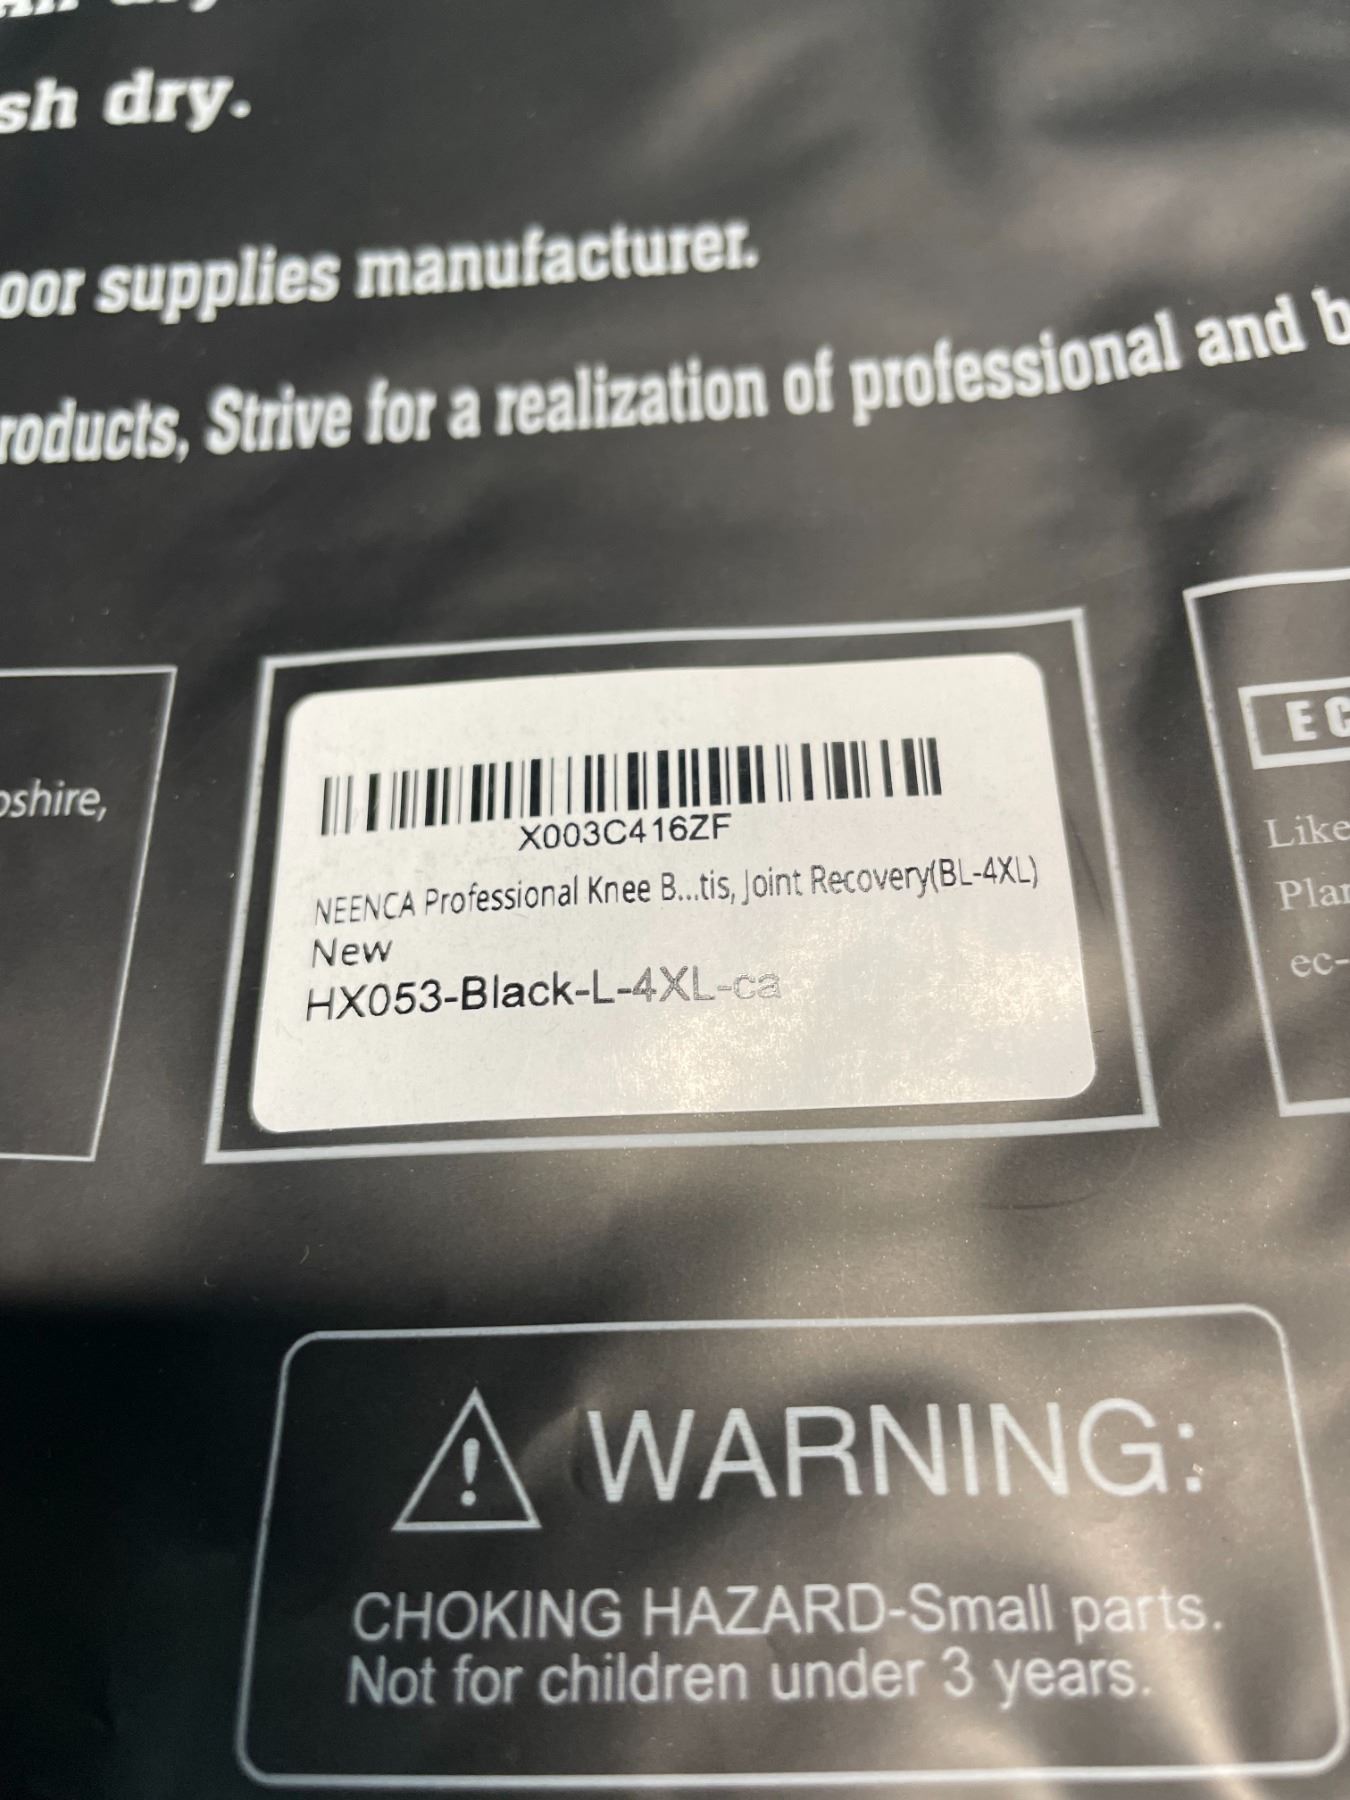 sh dry.
oor supplies manufacturer.
roducts, Strive for a realization of professional and b
E C
oshire,
Like
Plan
ec-
X003C416ZF
NEENCA Professional Knee B...tis, Joint Recovery(BL-4XL)
New
HX053-Black-L-4XL-ca
WARNING:
CHOKING HAZARD-Small parts.
Not for children under 3 years.